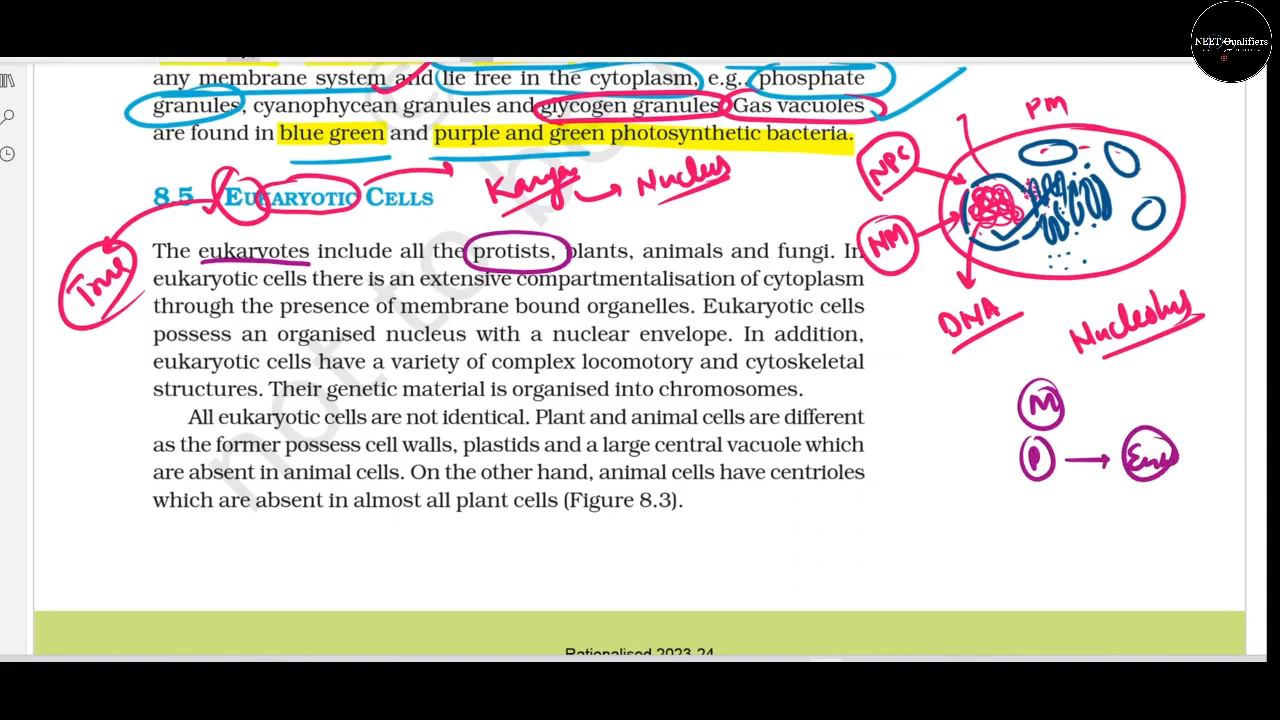 NEET Qualifiers
any membrane system and lie free in the cytoplasm, e.g., phosphate
granules, cyanophycean granules and glycogen granules. Gas vacuoles
are found in blue green and purple and green photosynthetic bacteria.
PM
NPC
8.5 EUKARYOTIC CELLS
Karyon → Nucleus
NM
True
The eukaryotes include all the protists, plants, animals and fungi. In
eukaryotic cells there is an extensive compartmentalisation of cytoplasm
through the presence of membrane bound organelles. Eukaryotic cells
possess an organised nucleus with a nuclear envelope. In addition,
eukaryotic cells have a variety of complex locomotory and cytoskeletal
structures. Their genetic material is organised into chromosomes.
DNA
Nucleolus
All eukaryotic cells are not identical. Plant and animal cells are different
as the former possess cell walls, plastids and a large central vacuole which
are absent in animal cells. On the other hand, animal cells have centrioles
which are absent in almost all plant cells (Figure 8.3).
M
P →
Rationalised 2023-24